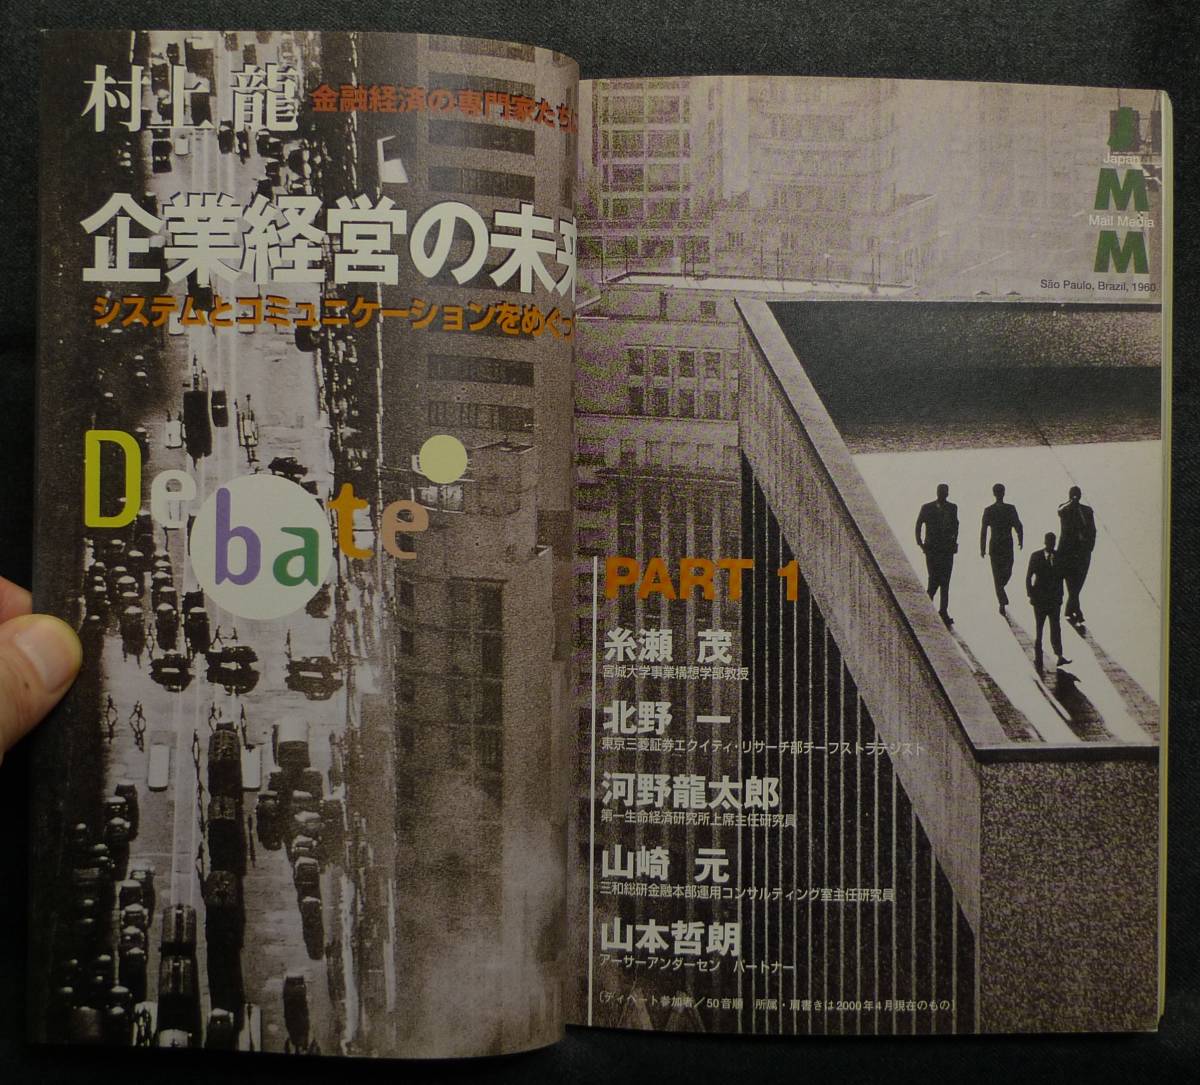 村上龍 金融経済の専門家たちに
企業経営の未来
システムとコミュニケーションをめぐっ
Debate
J
Japan
M
Mail Media
M
São Paulo, Brazil, 1960
PART 1
糸瀬 茂
宮城大学事業構想学部教授
北野 一
東京三菱証券エクイティ・リサーチ部チーフストラテジスト
河野龍太郎
第一生命経済研究所上席主任研究員
山崎 元
三和総研金融本部運用コンサルティング室主任研究員
山本哲朗
アーサーアンダーセン パートナー
〔ディベート参加者／50音順 所属・肩書きは2000年4月現在のもの〕